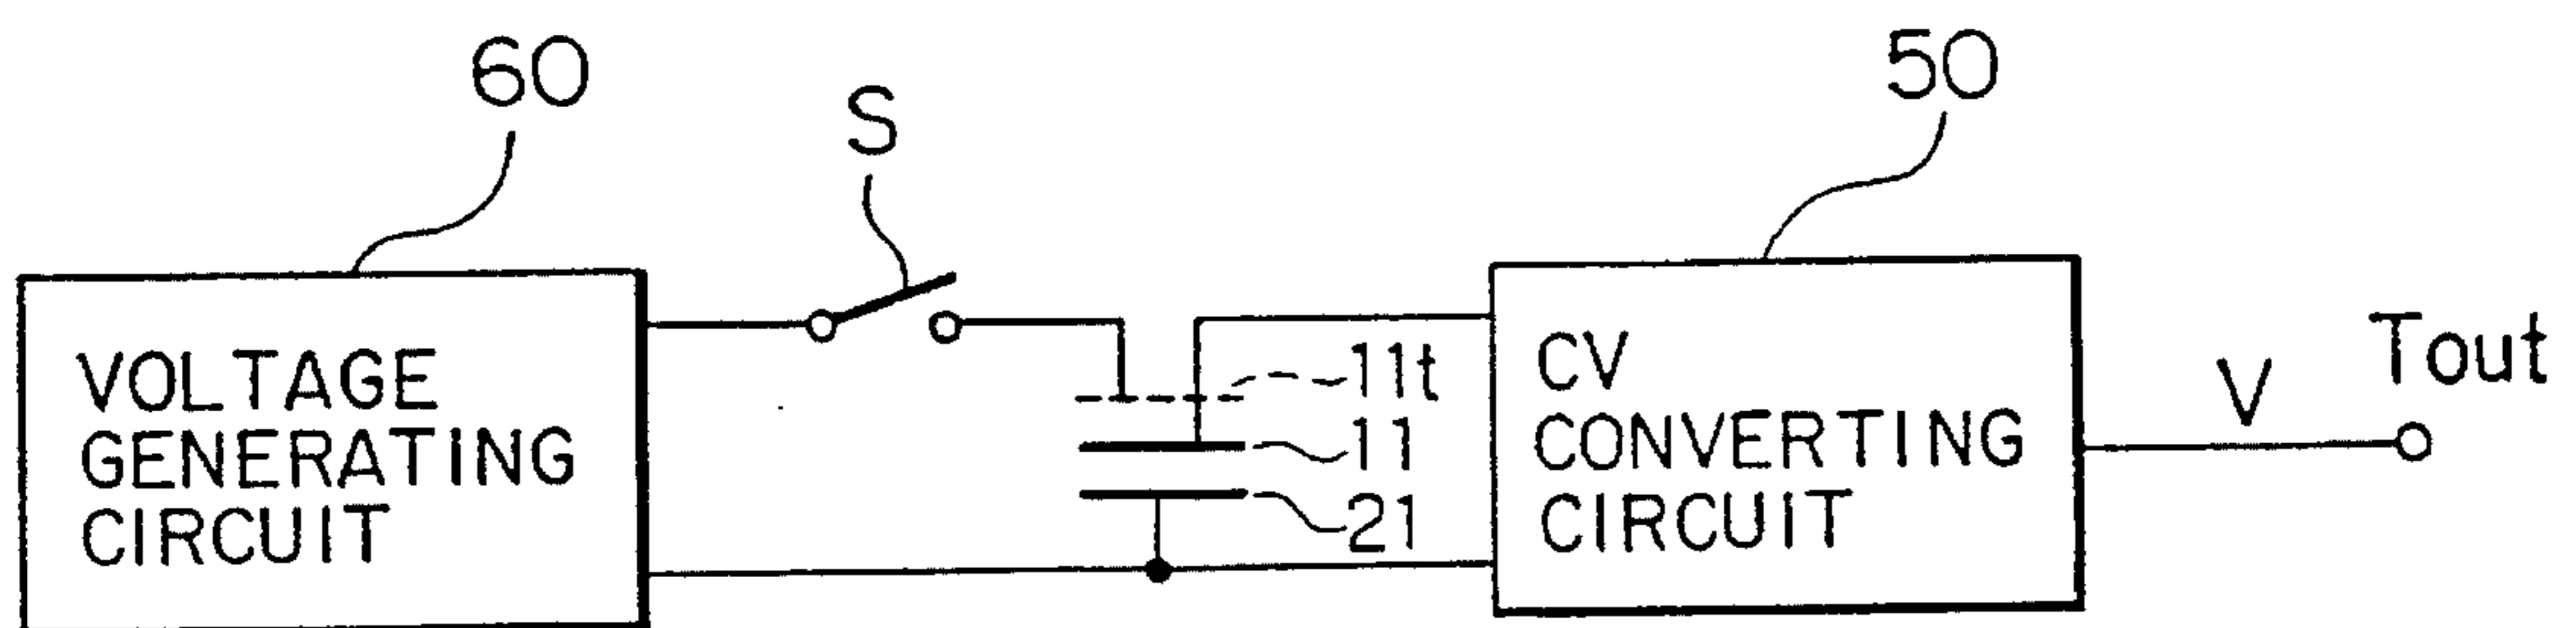 60
S
50
VOLTAGE
GENERATING
CIRCUIT
11t
11
21
CV
CONVERTING
CIRCUIT
V
Tout